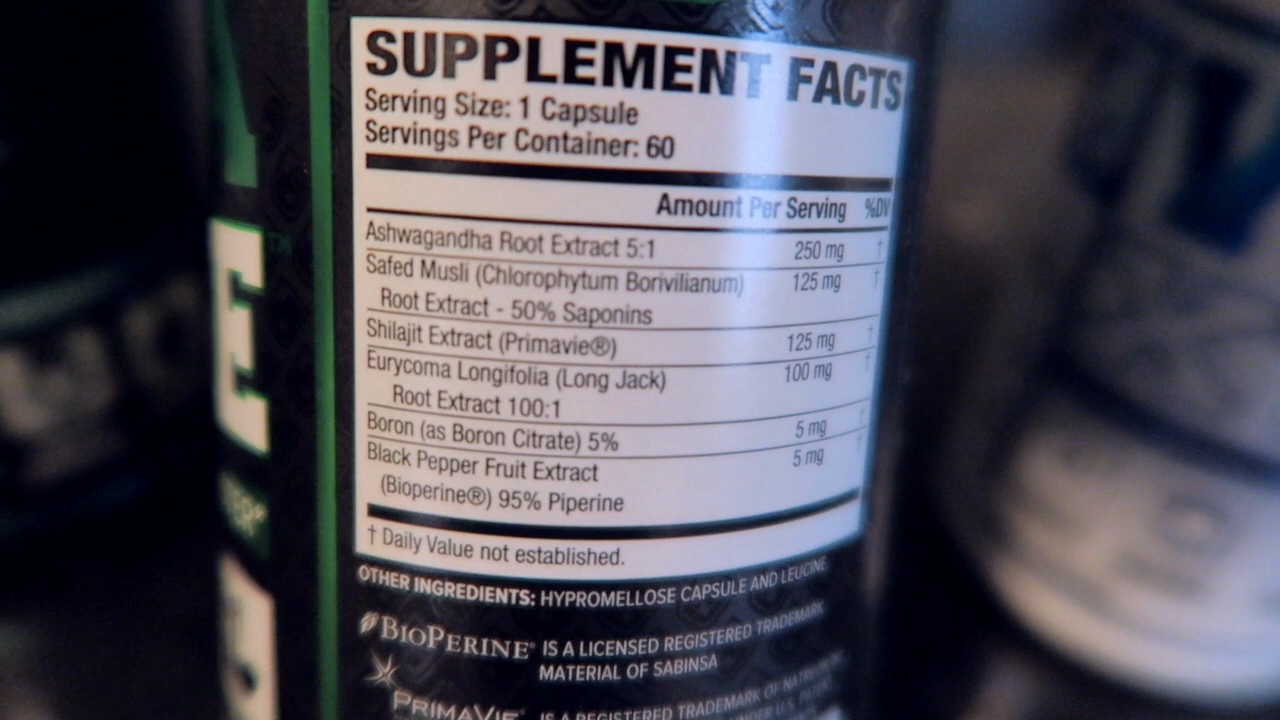 SUPPLEMENT FACTS
Serving Size: 1 Capsule
Servings Per Container: 60
Amount Per Serving %DV
Ashwagandha Root Extract 5:1 250 mg †
Safed Musli (Chlorophytum Borivilianum) 125 mg †
Root Extract - 50% Saponins
Shilajit Extract (Primavie®) 125 mg †
Eurycoma Longifolia (Long Jack) 100 mg †
Root Extract 100:1
Boron (as Boron Citrate) 5% 5 mg †
Black Pepper Fruit Extract 5 mg †
(Bioperine®) 95% Piperine
† Daily Value not established.
OTHER INGREDIENTS: HYPROMELLOSE CAPSULE AND LEUCINE.
BIOPERINE® IS A LICENSED REGISTERED TRADEMARK
MATERIAL OF SABINSA
PRIMAVIE® IS A REGISTERED TRADEMARK OF
UNDER U.S.
E™